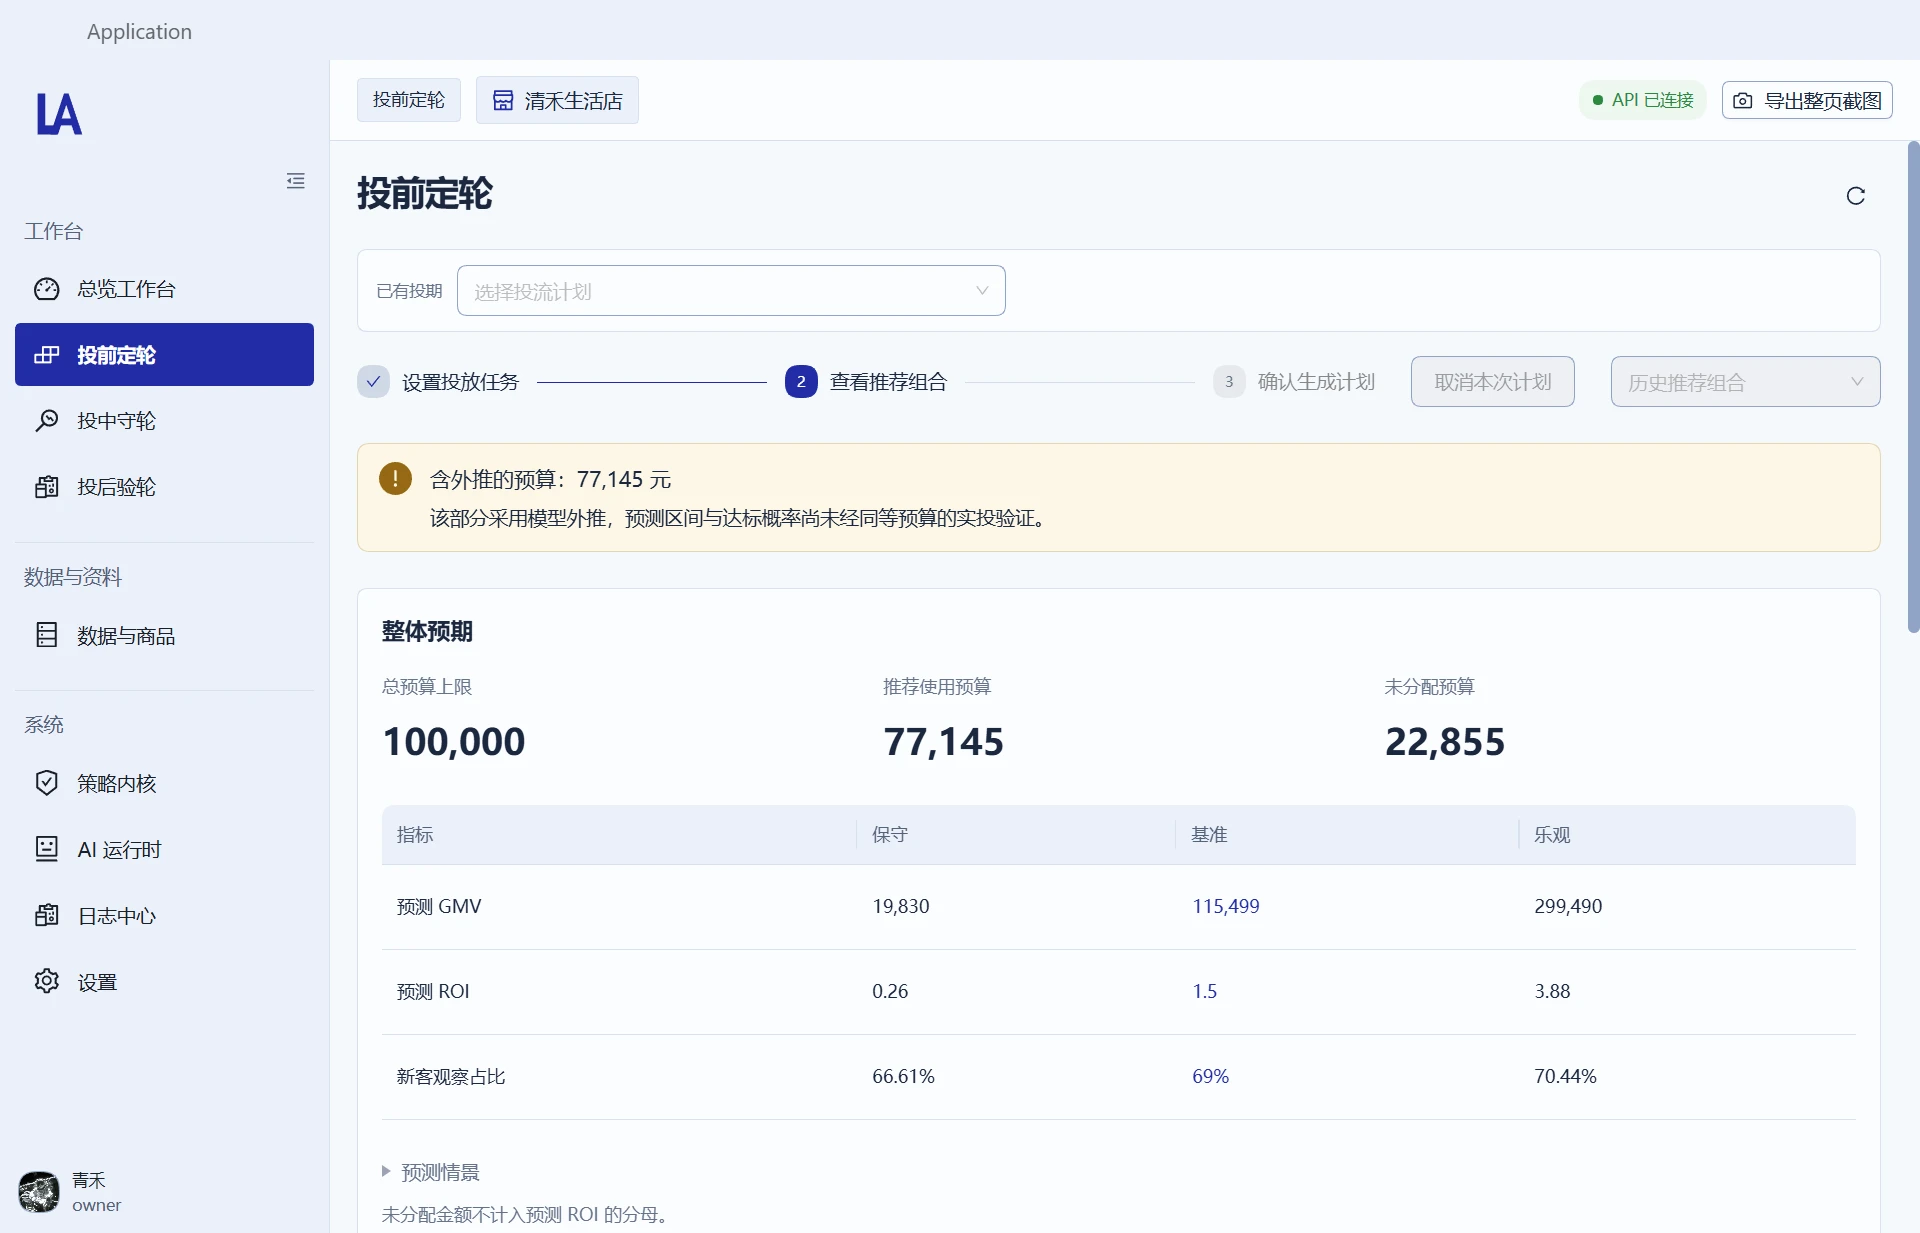 Application
LA
投前定轮
清禾生活店
API 已连接
导出整页截图
工作台
总览工作台
投前定轮
投中守轮
投后验轮
数据与资料
数据与商品
系统
策略内核
AI 运行时
日志中心
设置
青禾
owner
投前定轮
已有投期
选择投流计划
设置投放任务
2 查看推荐组合
3 确认生成计划
取消本次计划
历史推荐组合
含外推的预算：77,145 元
该部分采用模型外推，预测区间与达标概率尚未经同等预算的实投验证。
整体预期
总预算上限 推荐使用预算 未分配预算
100,000 77,145 22,855
指标 保守 基准 乐观
预测 GMV 19,830 115,499 299,490
预测 ROI 0.26 1.5 3.88
新客观察占比 66.61% 69% 70.44%
预测情景
未分配金额不计入预测 ROI 的分母。